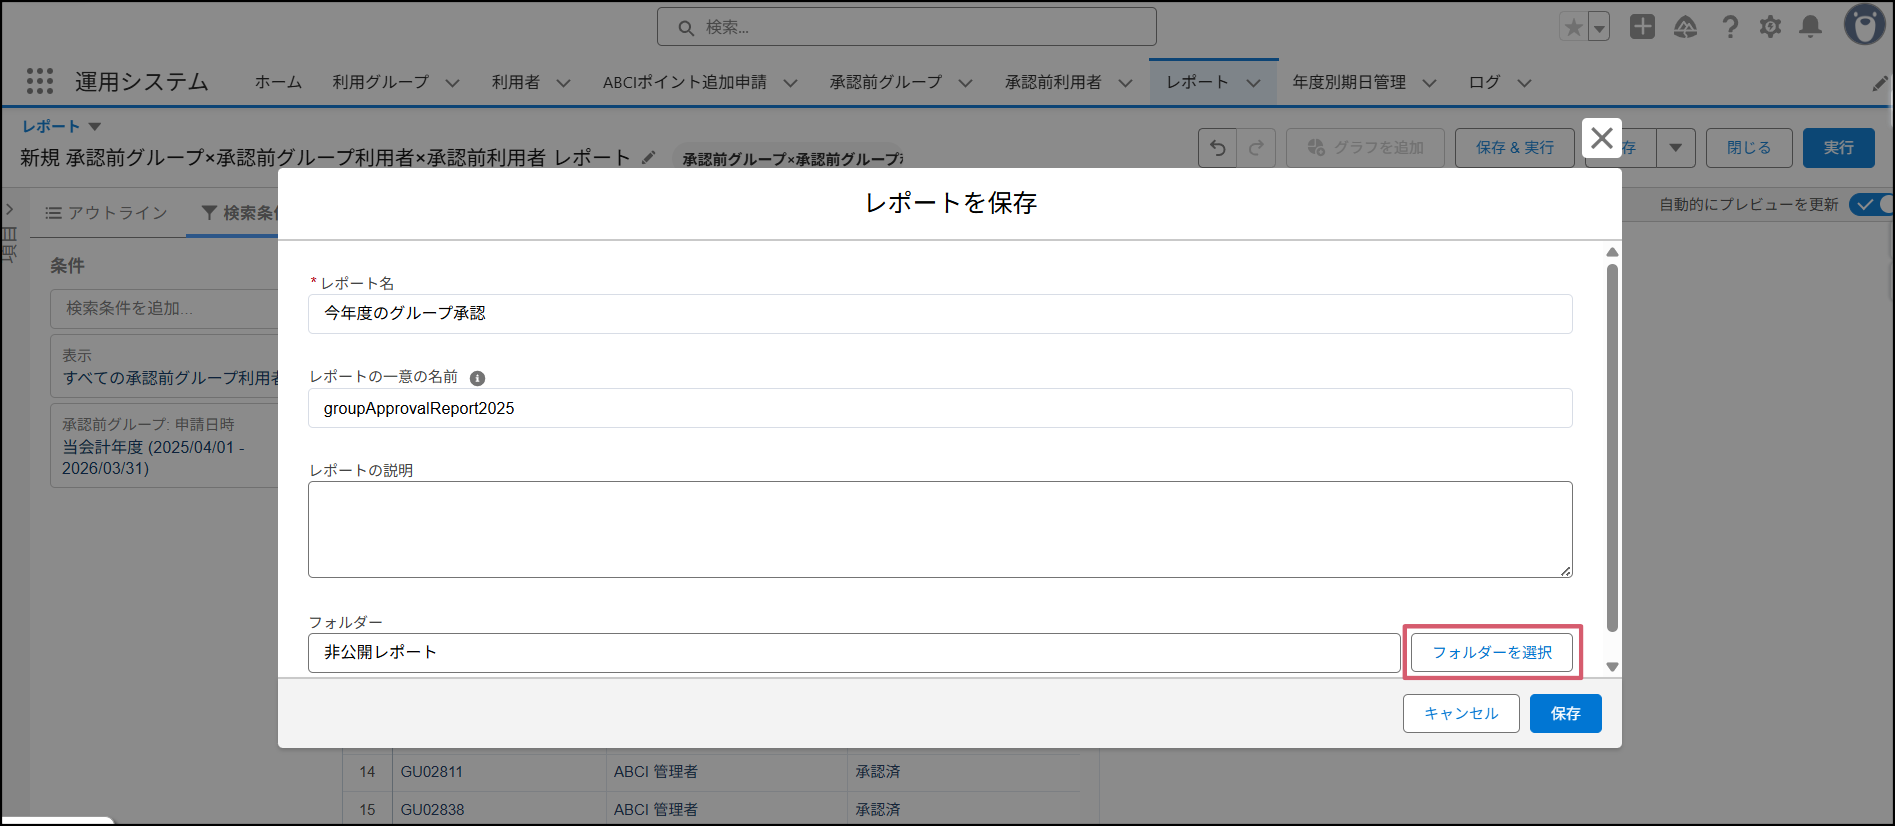 検索...
運用システム
ホーム
利用グループ
利用者
ABCIポイント追加申請
承認前グループ
承認前利用者
レポート
年度別期日管理
ログ
レポート
新規 承認前グループ×承認前グループ利用者×承認前利用者 レポート
承認前グループ×承認前グループ
グラフを追加
保存 & 実行
存
閉じる
実行
項目
アウトライン
検索条件
自動的にプレビューを更新
条件
検索条件を追加...
表示
すべての承認前グループ利用者
承認前グループ: 申請日時
当会計年度 (2025/04/01 -
2026/03/31)
レポートを保存
*レポート名
今年度のグループ承認
レポートの一意の名前
groupApprovalReport2025
レポートの説明
フォルダー
非公開レポート
フォルダーを選択
キャンセル
保存
14 GU02811 ABCI 管理者 承認済
15 GU02838 ABCI 管理者 承認済